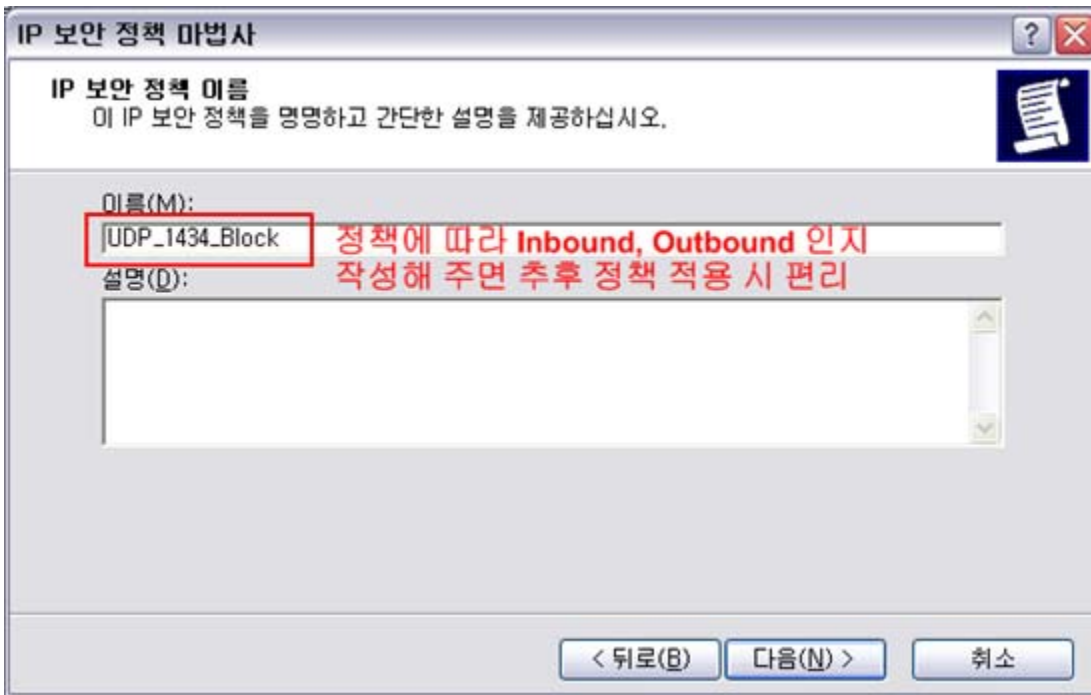 IP 보안 정책 마법사
IP 보안 정책 이름
이 IP 보안 정책을 명명하고 간단한 설명을 제공하십시오.
이름(M):
UDP_1434_Block
정책에 따라 Inbound, Outbound 인지
작성해 주면 추후 정책 적용 시 편리
설명(D):
< 뒤로(B)
다음(N) >
취소